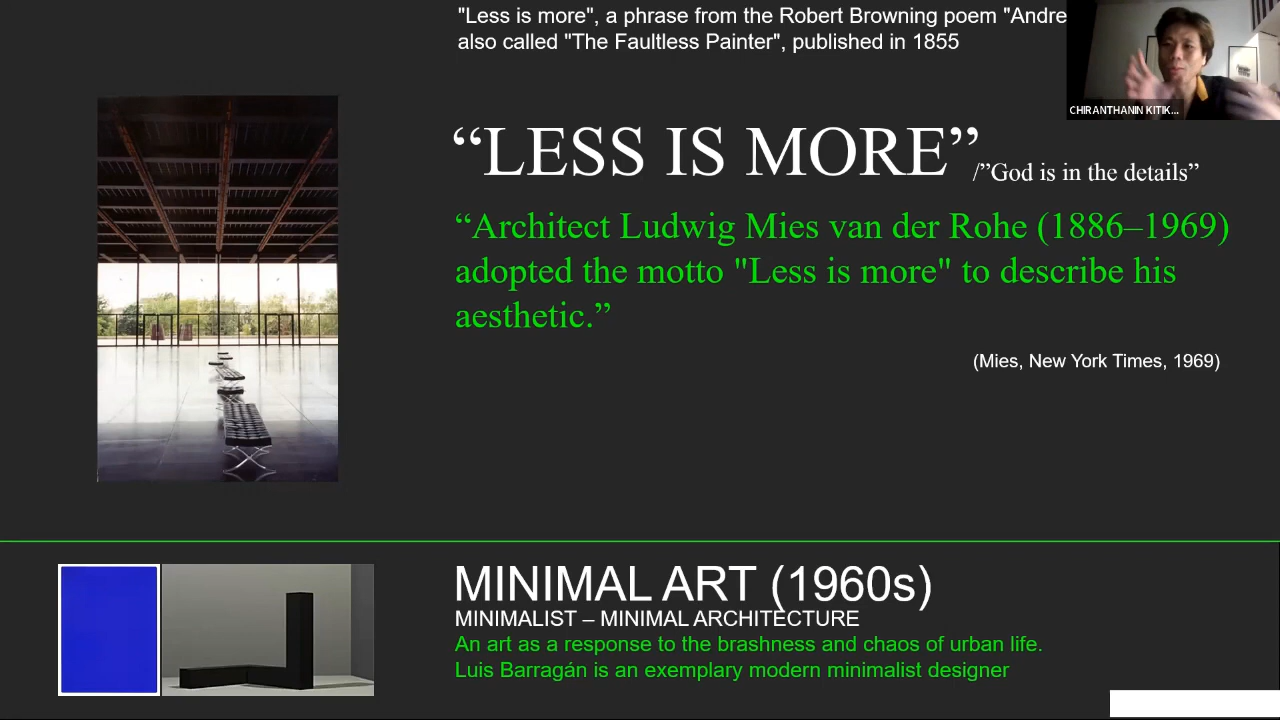 "Less is more", a phrase from the Robert Browning poem "Andre
also called "The Faultless Painter", published in 1855
CHIRANTHANIN KITIK...
“LESS IS MORE”
/”God is in the details”
“Architect Ludwig Mies van der Rohe (1886–1969)
adopted the motto "Less is more" to describe his
aesthetic.”
(Mies, New York Times, 1969)
MINIMAL ART (1960s)
MINIMALIST – MINIMAL ARCHITECTURE
An art as a response to the brashness and chaos of urban life.
Luis Barragán is an exemplary modern minimalist designer